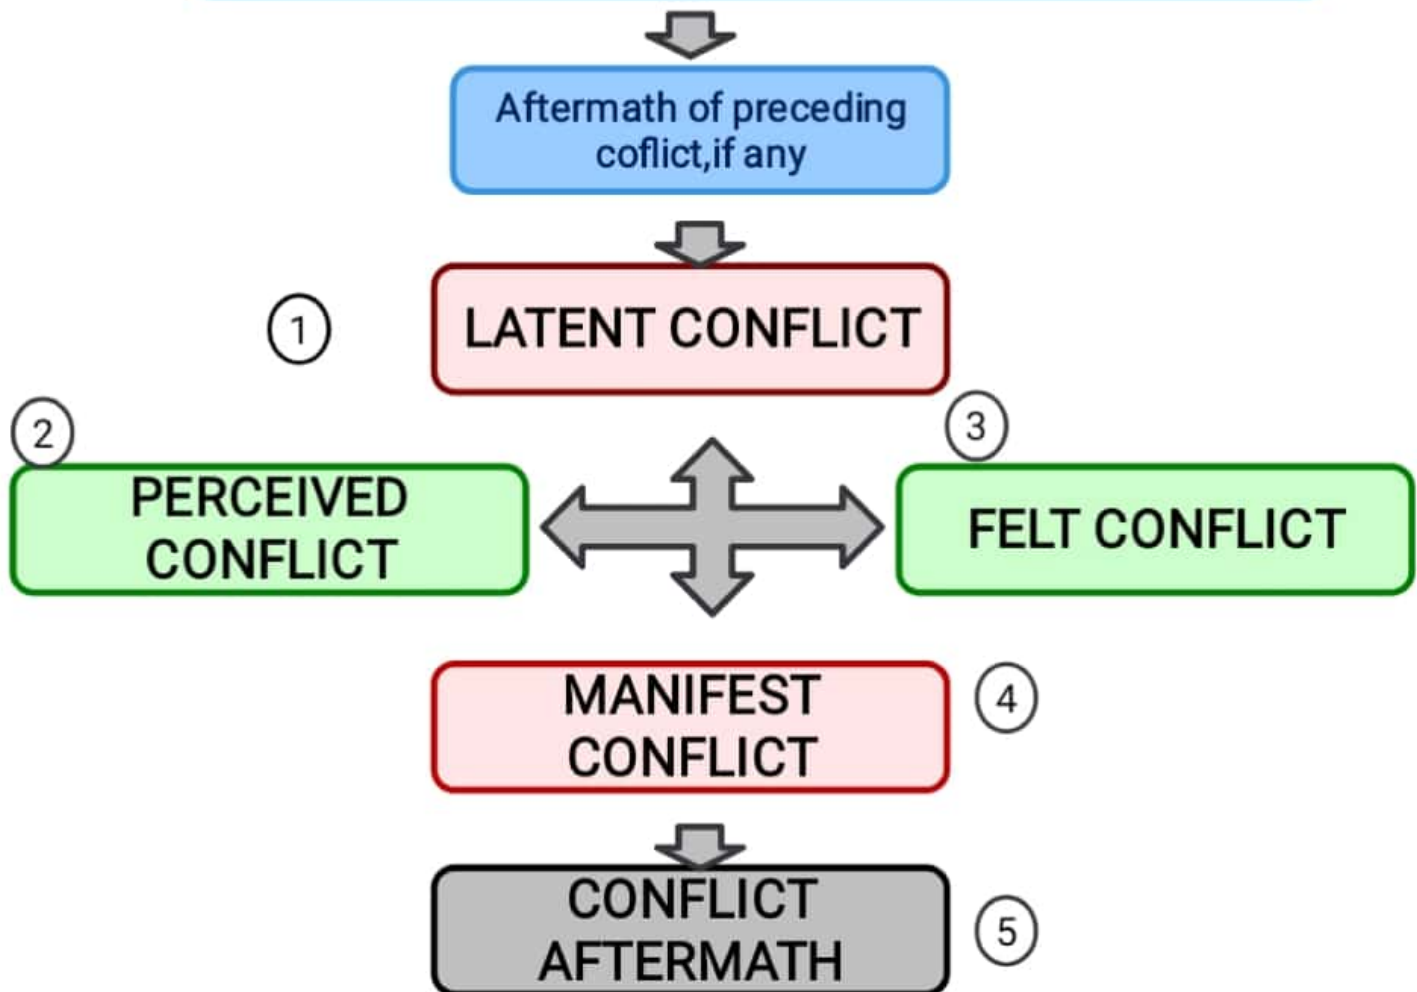 Aftermath of preceding
coflict,if any
1
LATENT CONFLICT
2
3
PERCEIVED
CONFLICT
FELT CONFLICT
MANIFEST
CONFLICT
4
CONFLICT
AFTERMATH
5